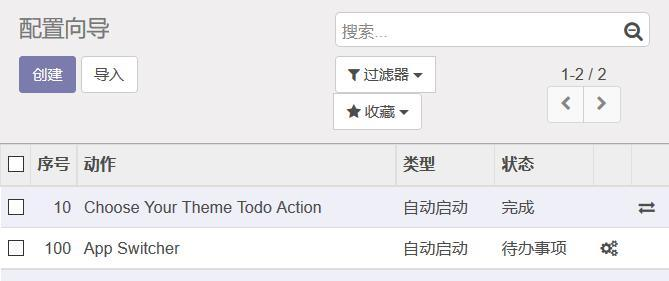 配置向导
搜索...
创建 导入 过滤器 1-2 / 2
收藏
序号 动作 类型 状态
10 Choose Your Theme Todo Action 自动启动 完成
100 App Switcher 自动启动 待办事项